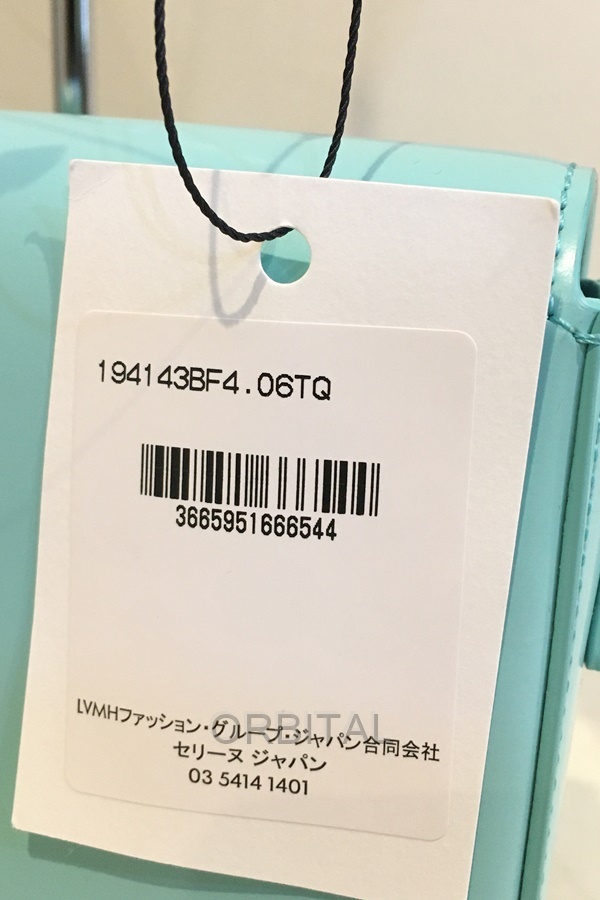 194143BF4.06TQ
3665951666544
LVMHファッション・グループ・ジャパン合同会社
セリーヌ ジャパン
03 5414 1401
©ORBITAL